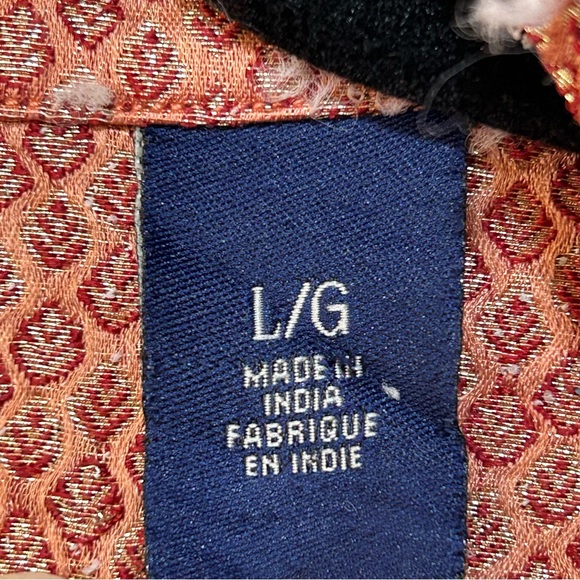 L/G
MADE IN
INDIA
FABRIQUE
EN INDIE